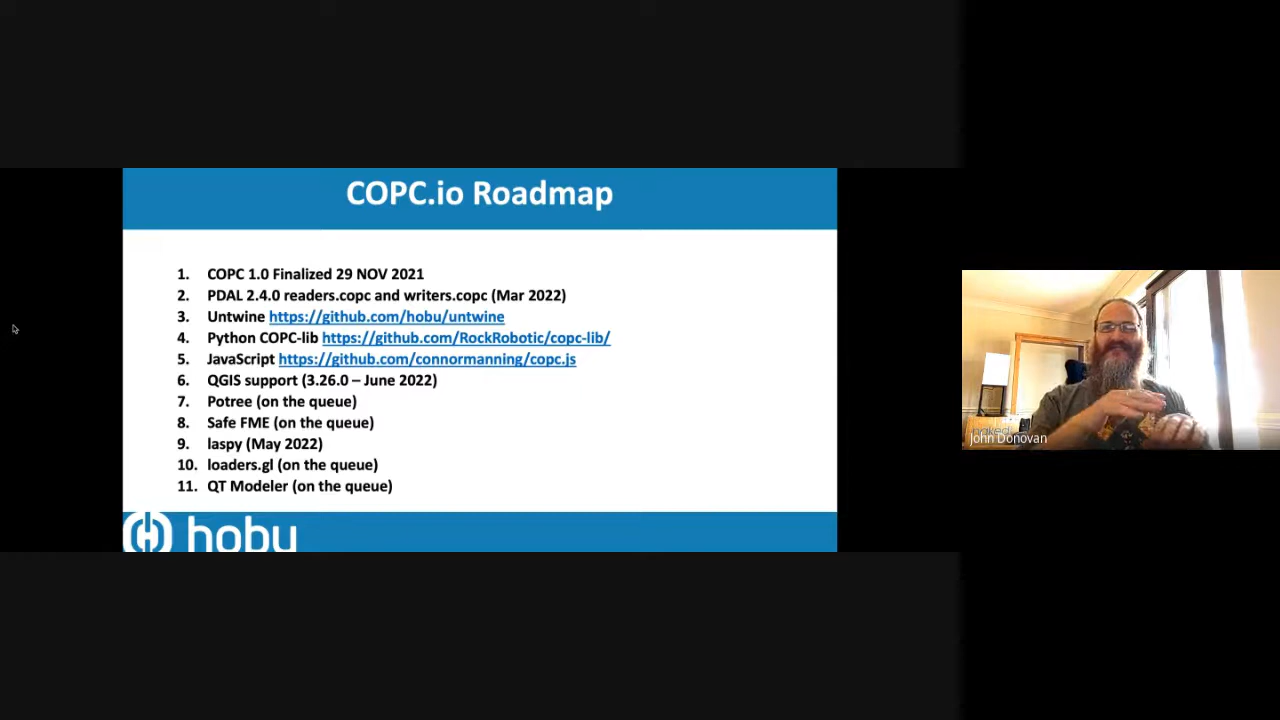 COPC.io Roadmap
1. COPC 1.0 Finalized 29 NOV 2021
2. PDAL 2.4.0 readers.copc and writers.copc (Mar 2022)
3. Untwine https://github.com/hobu/untwine
4. Python COPC-lib https://github.com/RockRobotic/copc-lib/
5. JavaScript https://github.com/connormanning/copc.js
6. QGIS support (3.26.0 – June 2022)
7. Potree (on the queue)
8. Safe FME (on the queue)
9. laspy (May 2022)
10. loaders.gl (on the queue)
11. QT Modeler (on the queue)
hobu
John Donovan